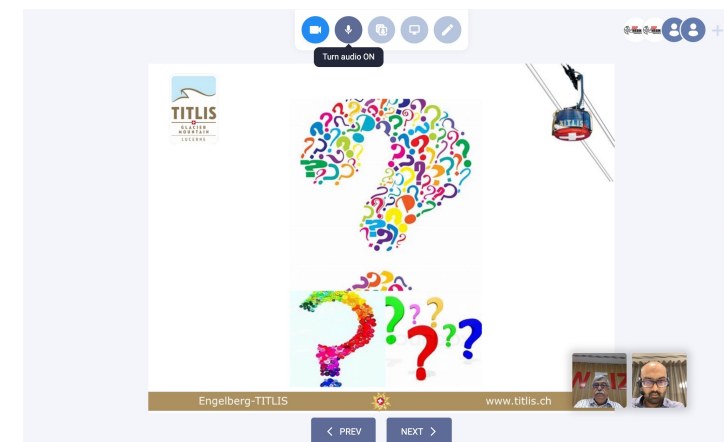 Turn audio ON
TITLIS
GLACIER
MOUNTAIN
LUCERNE
TITLIS
Engelberg-TITLIS
www.titlis.ch
PREV
NEXT